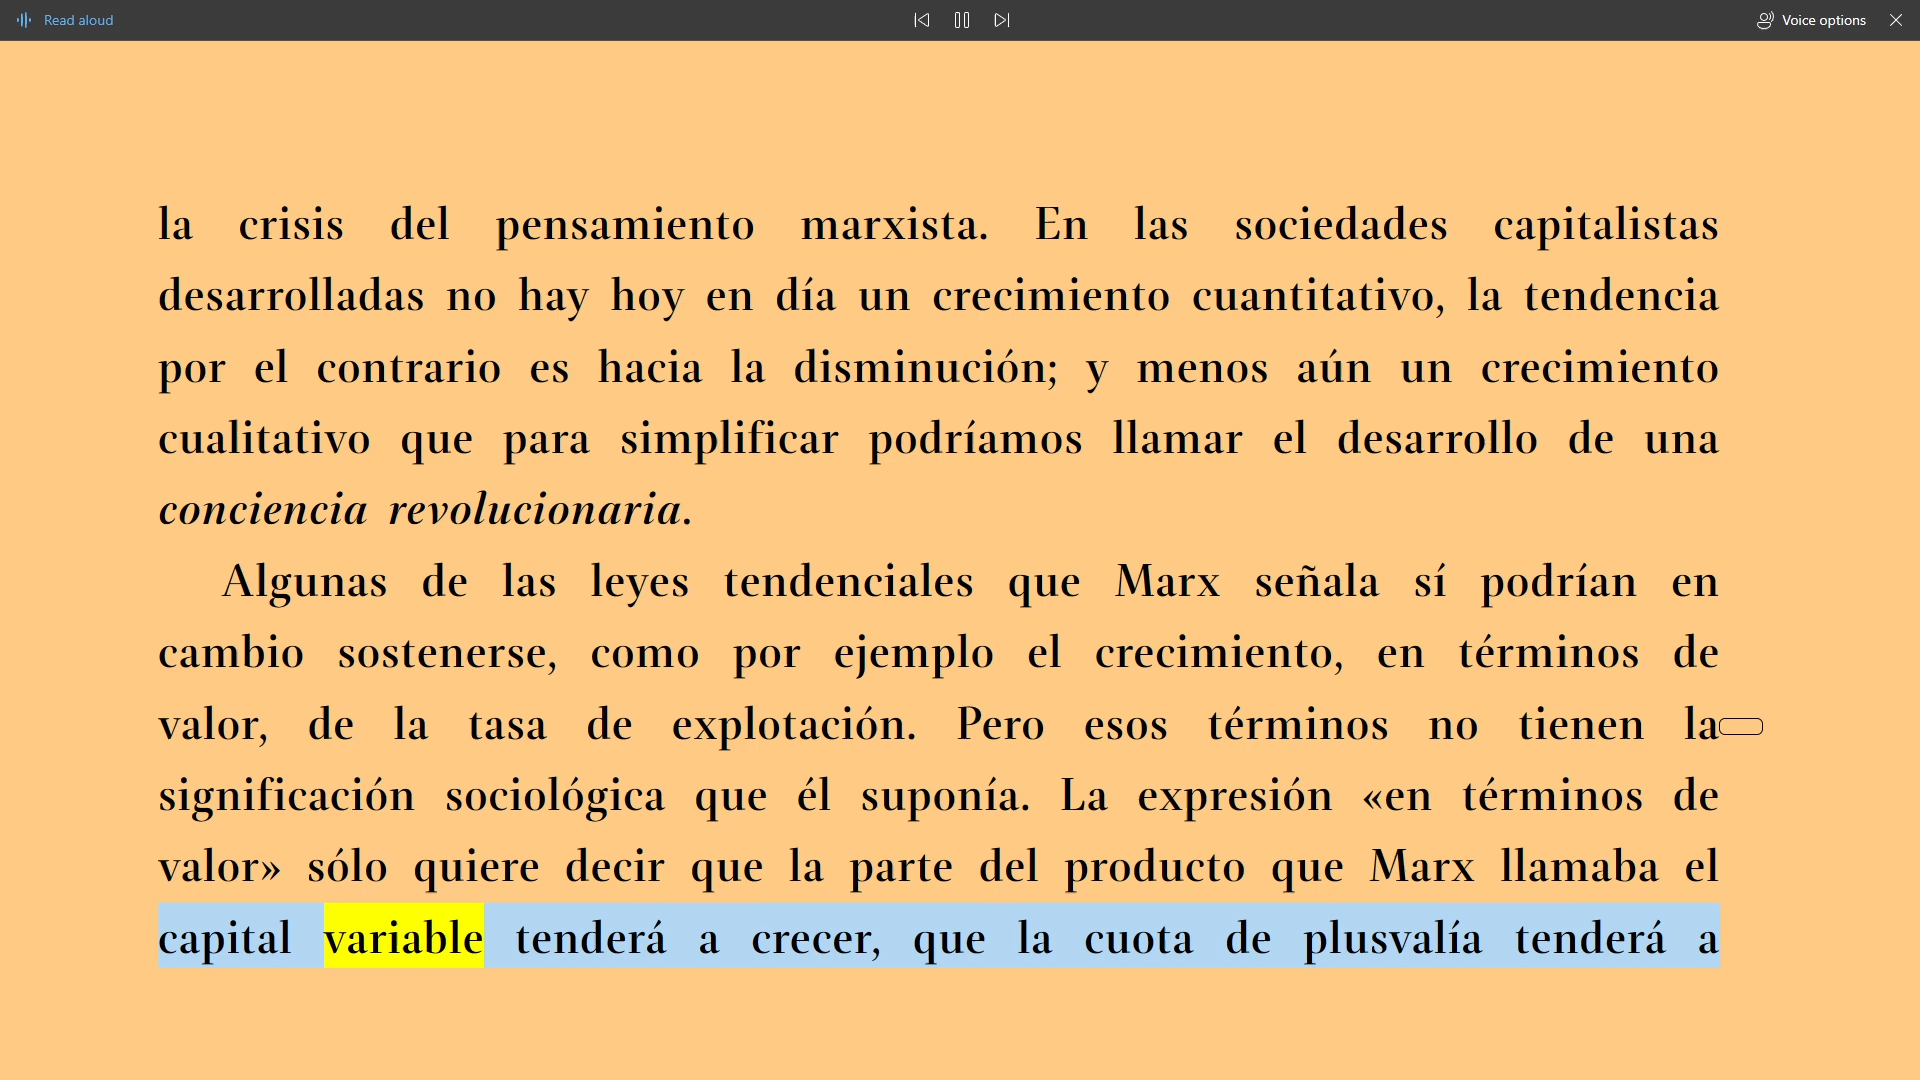 Read aloud
Voice options
la crisis del pensamiento marxista. En las sociedades capitalistas
desarrolladas no hay hoy en día un crecimiento cuantitativo, la tendencia
por el contrario es hacia la disminución; y menos aún un crecimiento
cualitativo que para simplificar podríamos llamar el desarrollo de una
conciencia revolucionaria.
Algunas de las leyes tendenciales que Marx señala sí podrían en
cambio sostenerse, como por ejemplo el crecimiento, en términos de
valor, de la tasa de explotación. Pero esos términos no tienen la
significación sociológica que él suponía. La expresión «en términos de
valor» sólo quiere decir que la parte del producto que Marx llamaba el
capital variable tenderá a crecer, que la cuota de plusvalía tenderá a